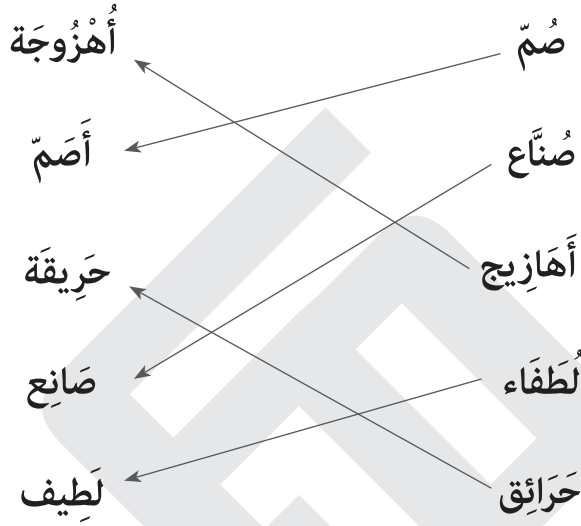 صُمّ
أُهْزُوجَة
صُنَّاع
أَصَمّ
أَهَازِيج
حَرِيقَة
لُطَفَاء
صَانِع
حَرَائِق
لَطِيف